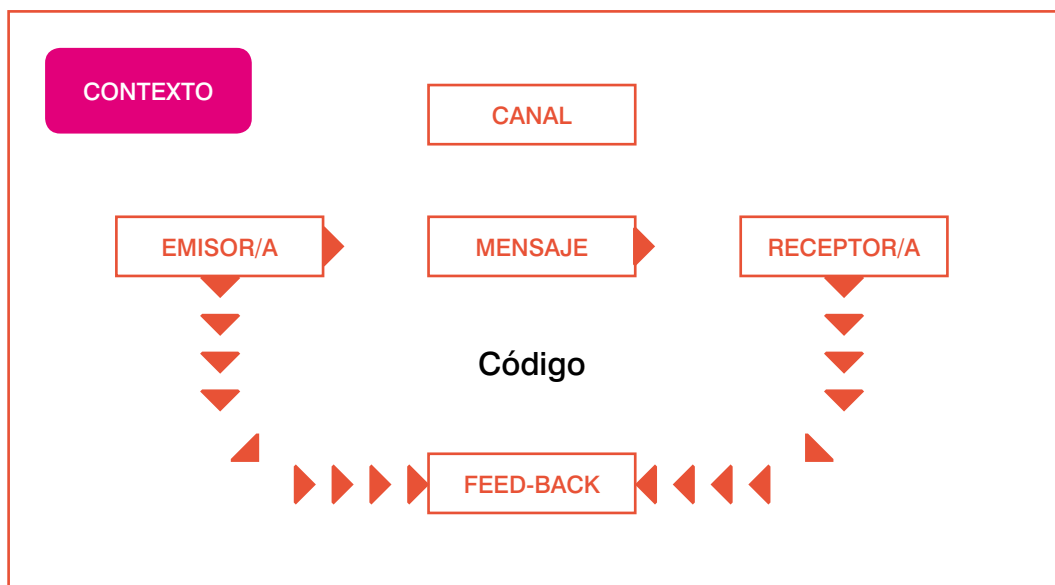 CONTEXTO
CANAL
EMISOR/A
MENSAJE
RECEPTOR/A
Código
FEED-BACK